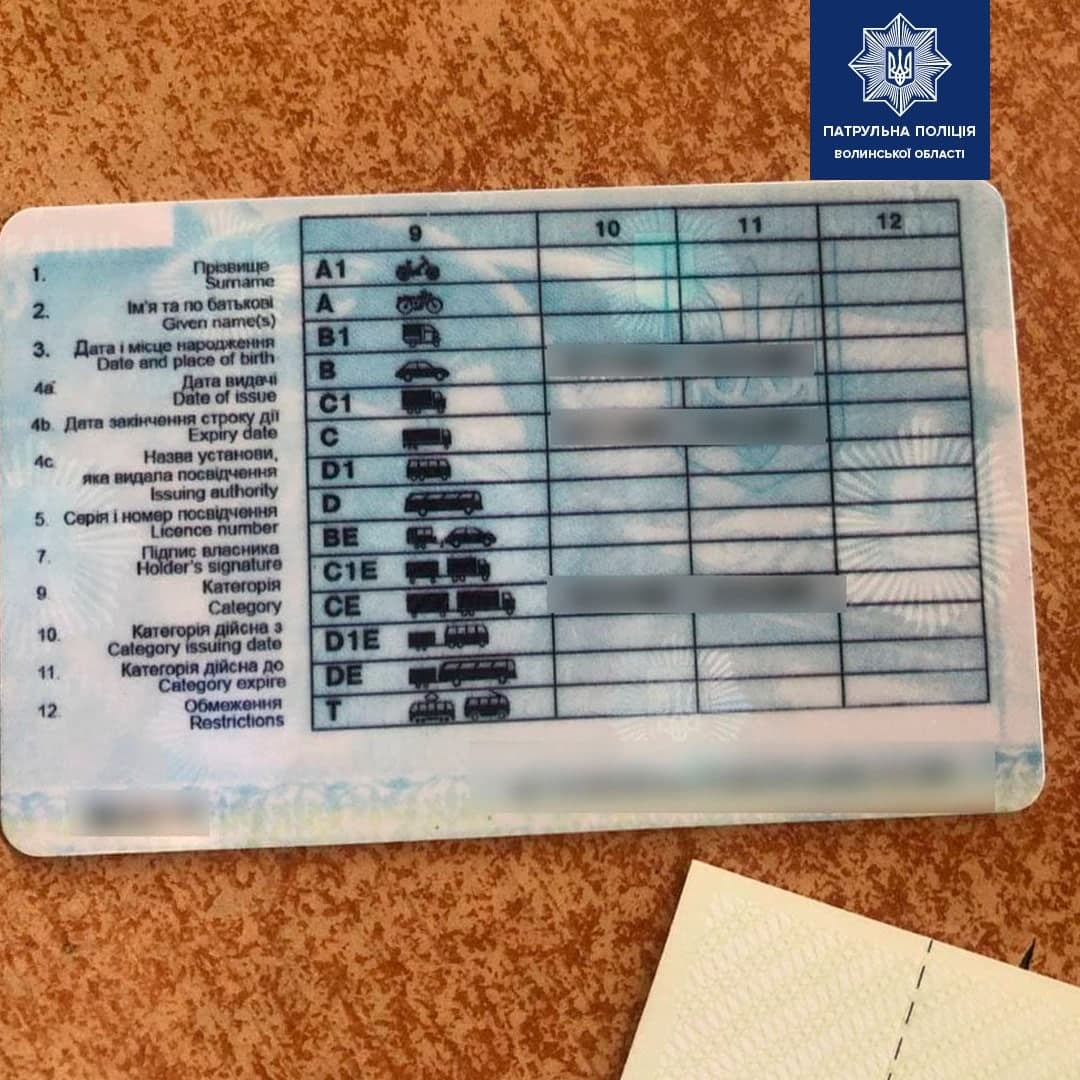 ПАТРУЛЬНА ПОЛІЦІЯ
ВОЛИНСЬКОЇ ОБЛАСТІ
9 10 11 12
1. Прізвище
Surname
2. Ім'я та по батькові
Given name(s)
3. Дата і місце народження
Date and place of birth
4a. Дата видачі
Date of issue
4b. Дата закінчення строку дії
Expiry date
4c. Назва установи,
яка видала посвідчення
Issuing authority
5. Серія і номер посвідчення
Licence number
7. Підпис власника
Holder's signature
9. Категорія
Category
10. Категорія дійсна з
Category issuing date
11. Категорія дійсна до
Category expire
12. Обмеження
Restrictions
A1
A
B1
B
C1
C
D1
D
BE
C1E
CE
D1E
DE
T